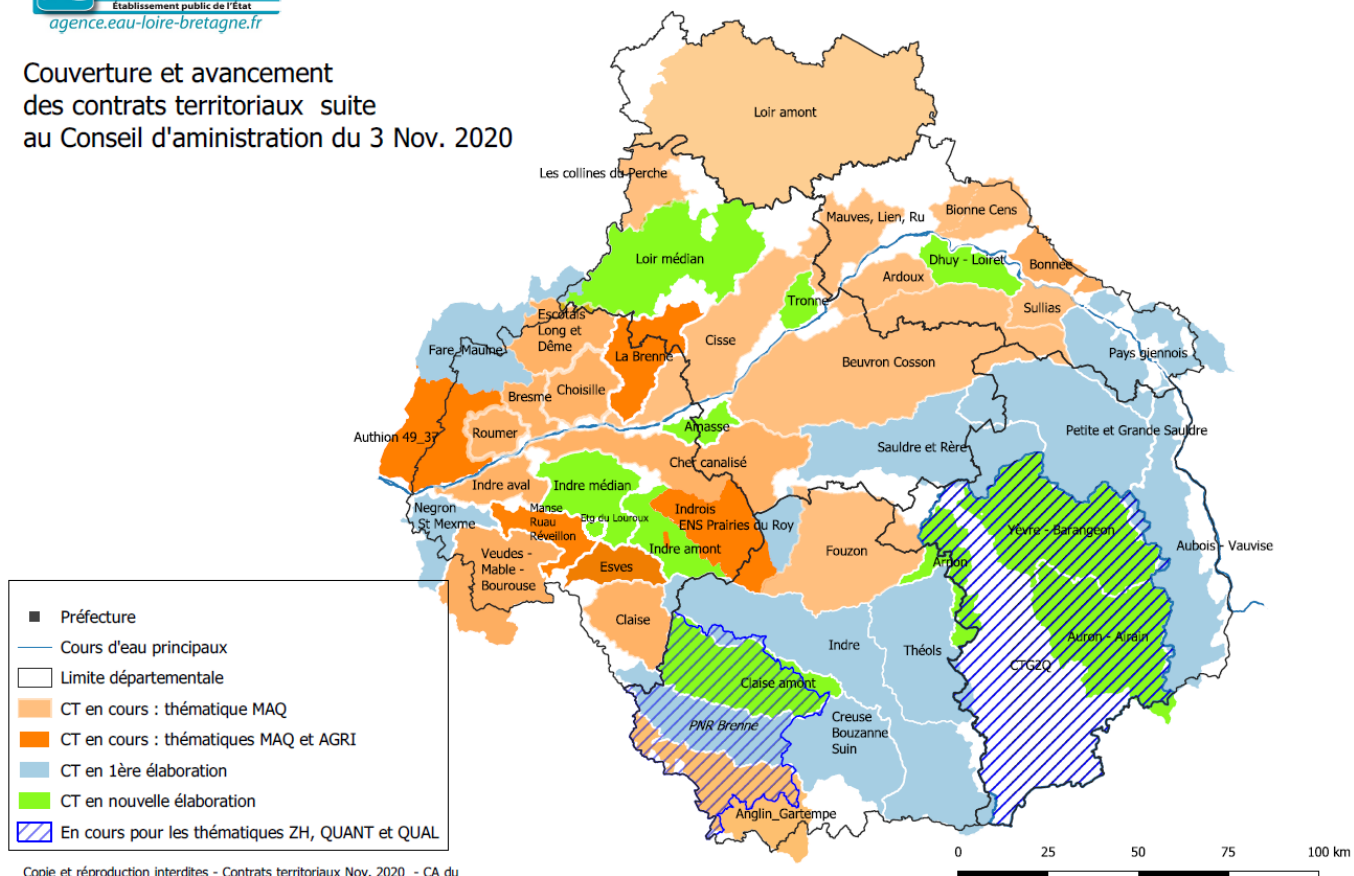 Établissement public de l'État
agence.eau-loire-bretagne.fr
Couverture et avancement
des contrats territoriaux suite
au Conseil d'aministration du 3 Nov. 2020
Loir amont
Les collines du Perche
Mauves, Lien, Ru
Bionne Cens
Loir médian
Dhuy - Loiret
Bonnée
Ardoux
Tronne
Sullias
Escotais
Long et
Dême
Fare_Maulne
La Brenne
Cisse
Beuvron Cosson
Pays giennois
Choisille
Bresme
Authion 49_37
Roumer
Amasse
Petite et Grande Sauldre
Sauldre et Rère
Cher canalisé
Indre aval
Indre médian
Negron
St Mexme
Manse
Ruau
Réveillon
Etg du Louroux
Indrois
ENS Prairies du Roy
Yèvre - Barangeon
Aubois - Vauvise
Veudes -
Mable -
Bourouse
Indre amont
Fouzon
Esves
Arnon
Claise
Indre
Théols
Auron - Airain
CTG2Q
Claise amont
PNR Brenne
Creuse
Bouzanne
Suin
Anglin_Gartempe
Préfecture
Cours d'eau principaux
Limite départementale
CT en cours : thématique MAQ
CT en cours : thématiques MAQ et AGRI
CT en 1ère élaboration
CT en nouvelle élaboration
En cours pour les thématiques ZH, QUANT et QUAL
0 25 50 75 100 km
Copie et réproduction interdites - Contrats territoriaux Nov. 2020 - CA du